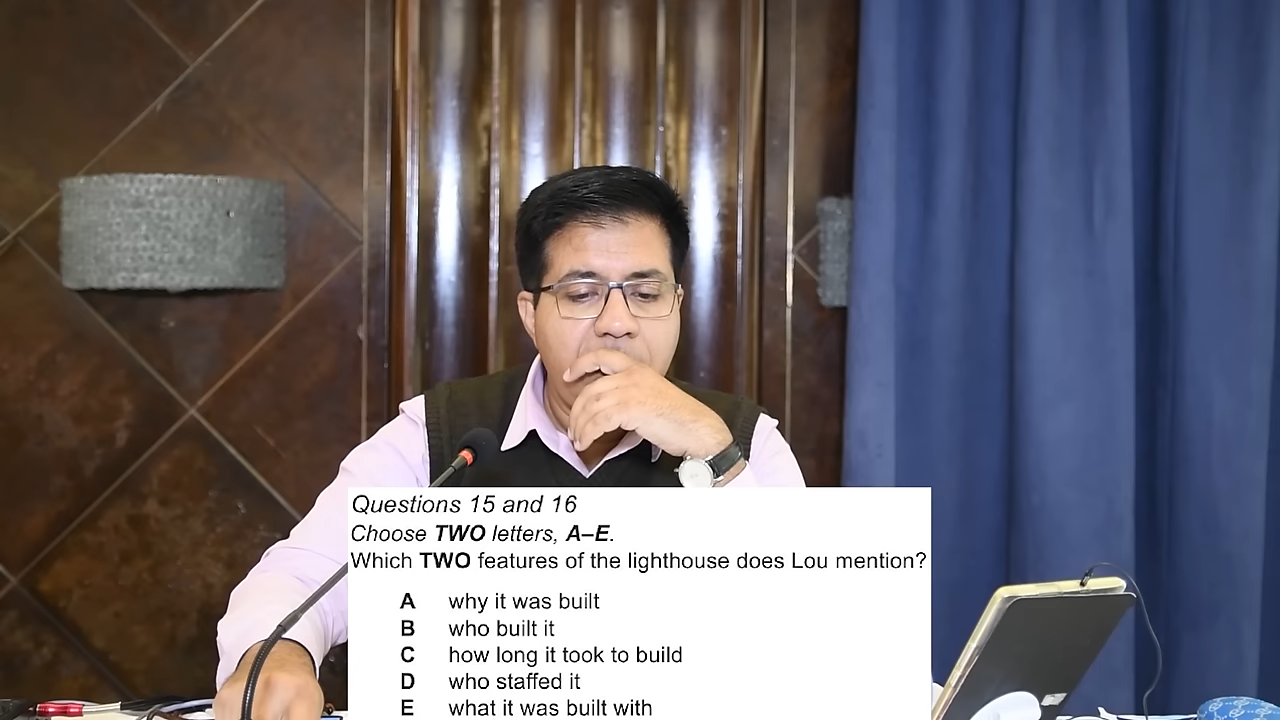 Questions 15 and 16
Choose TWO letters, A–E.
Which TWO features of the lighthouse does Lou mention?
A why it was built
B who built it
C how long it took to build
D who staffed it
E what it was built with